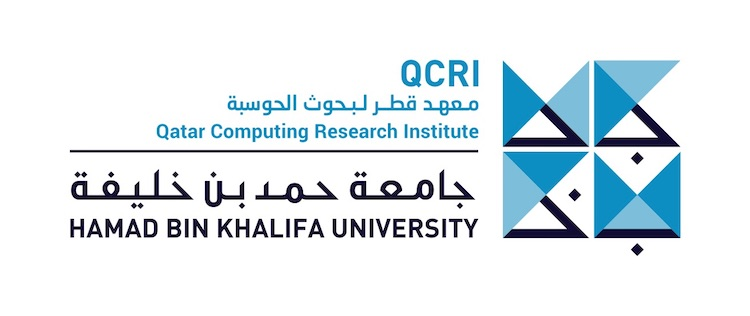 QCRI
معهد قطر لبحوث الحوسبة
Qatar Computing Research Institute
جامعة حمد بن خليفة
HAMAD BIN KHALIFA UNIVERSITY